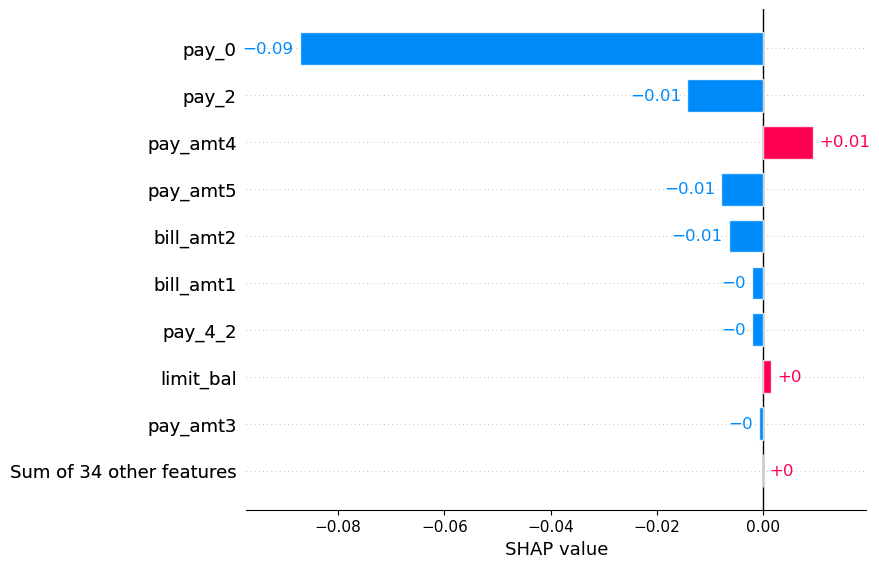 pay_0 −0.09
pay_2 −0.01
pay_amt4 +0.01
pay_amt5 −0.01
bill_amt2 −0.01
bill_amt1 −0
pay_4_2 −0
limit_bal +0
pay_amt3 −0
Sum of 34 other features +0
−0.08 −0.06 −0.04 −0.02 0.00
SHAP value